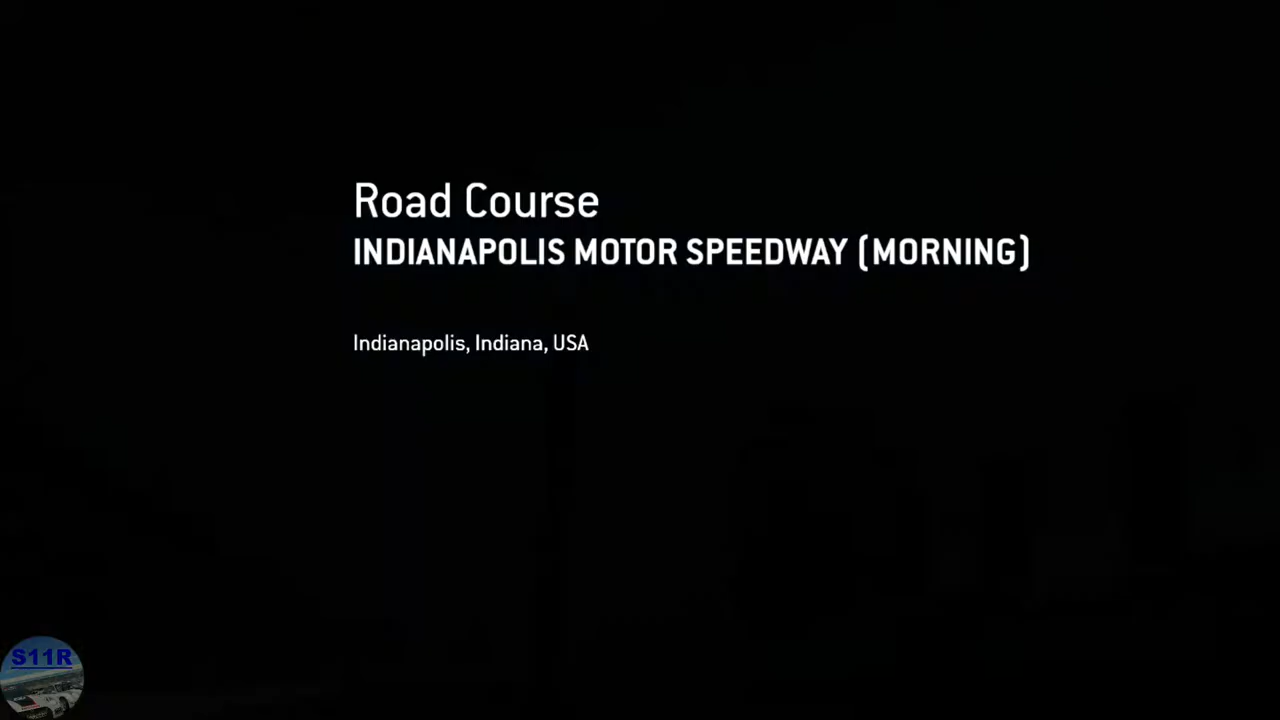 Road Course
INDIANAPOLIS MOTOR SPEEDWAY (MORNING)
Indianapolis, Indiana, USA
S11R